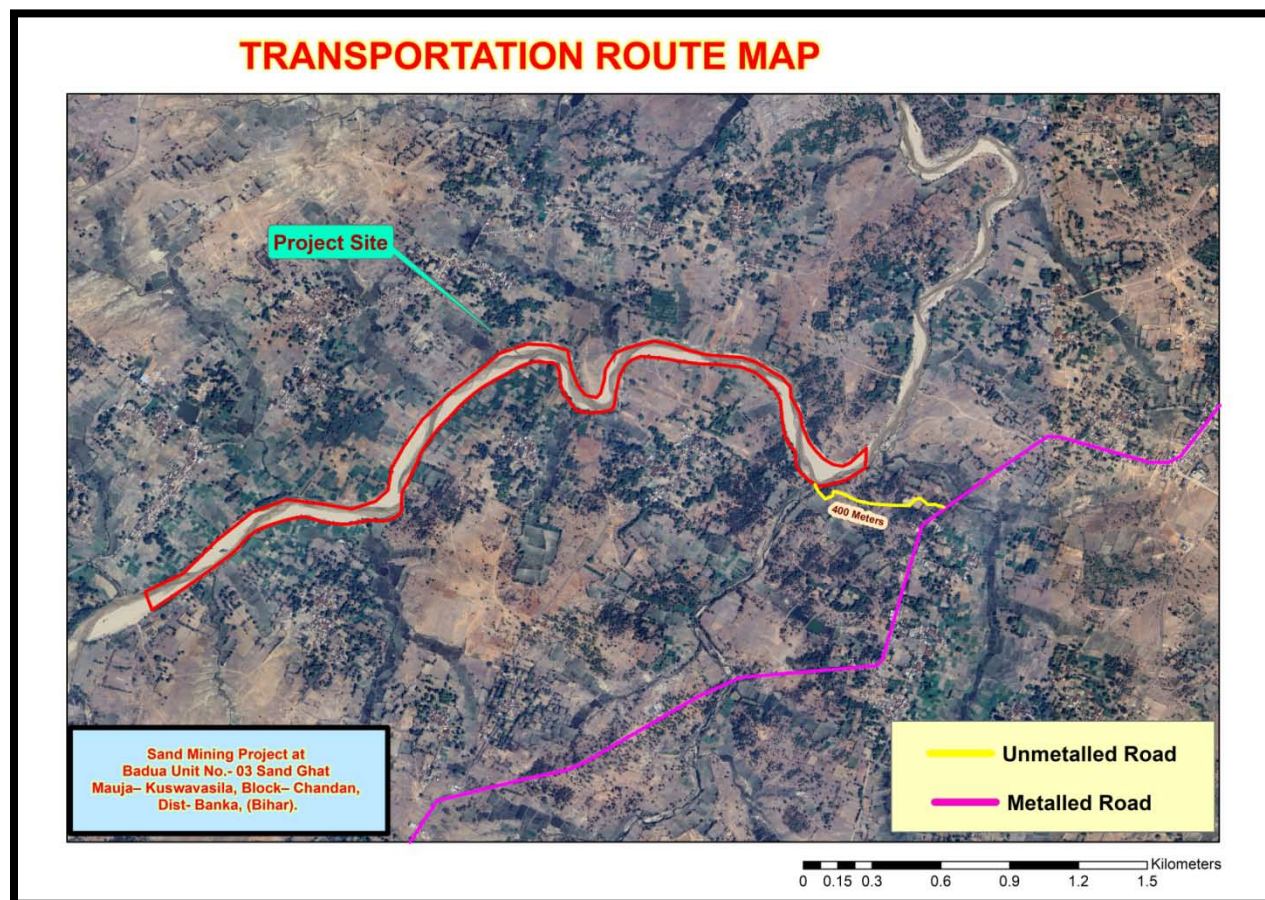 TRANSPORTATION ROUTE MAP
Project Site
400 Meters
Sand Mining Project at
Badua Unit No.- 03 Sand Ghat
Mauja– Kuswavasila, Block– Chandan,
Dist- Banka, (Bihar).
Unmetalled Road
Metalled Road
Kilometers
0 0.15 0.3 0.6 0.9 1.2 1.5